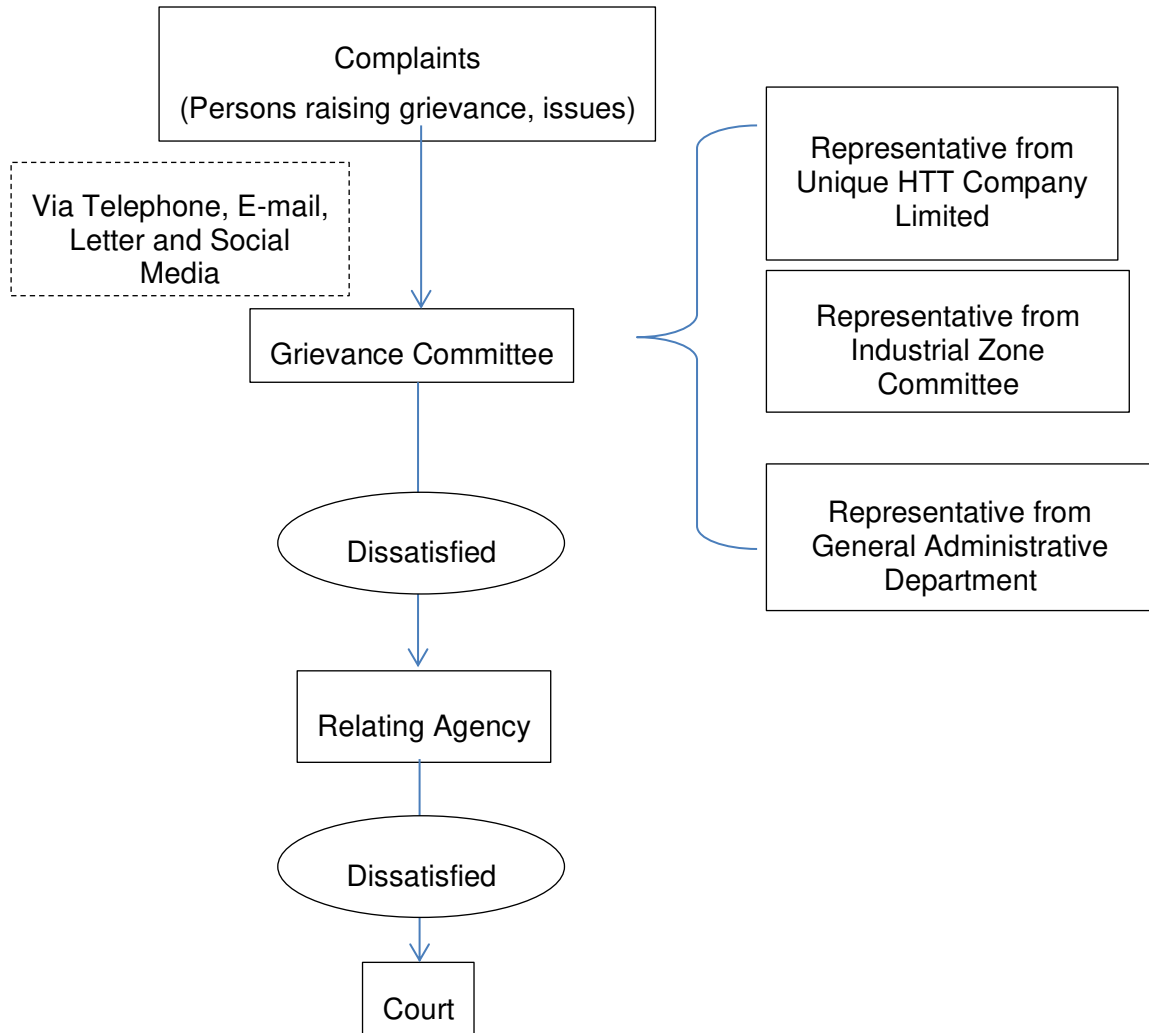 Complaints
(Persons raising grievance, issues)
Via Telephone, E-mail,
Letter and Social
Media
Grievance Committee
Representative from
Unique HTT Company
Limited
Representative from
Industrial Zone
Committee
Representative from
General Administrative
Department
Dissatisfied
Relating Agency
Dissatisfied
Court